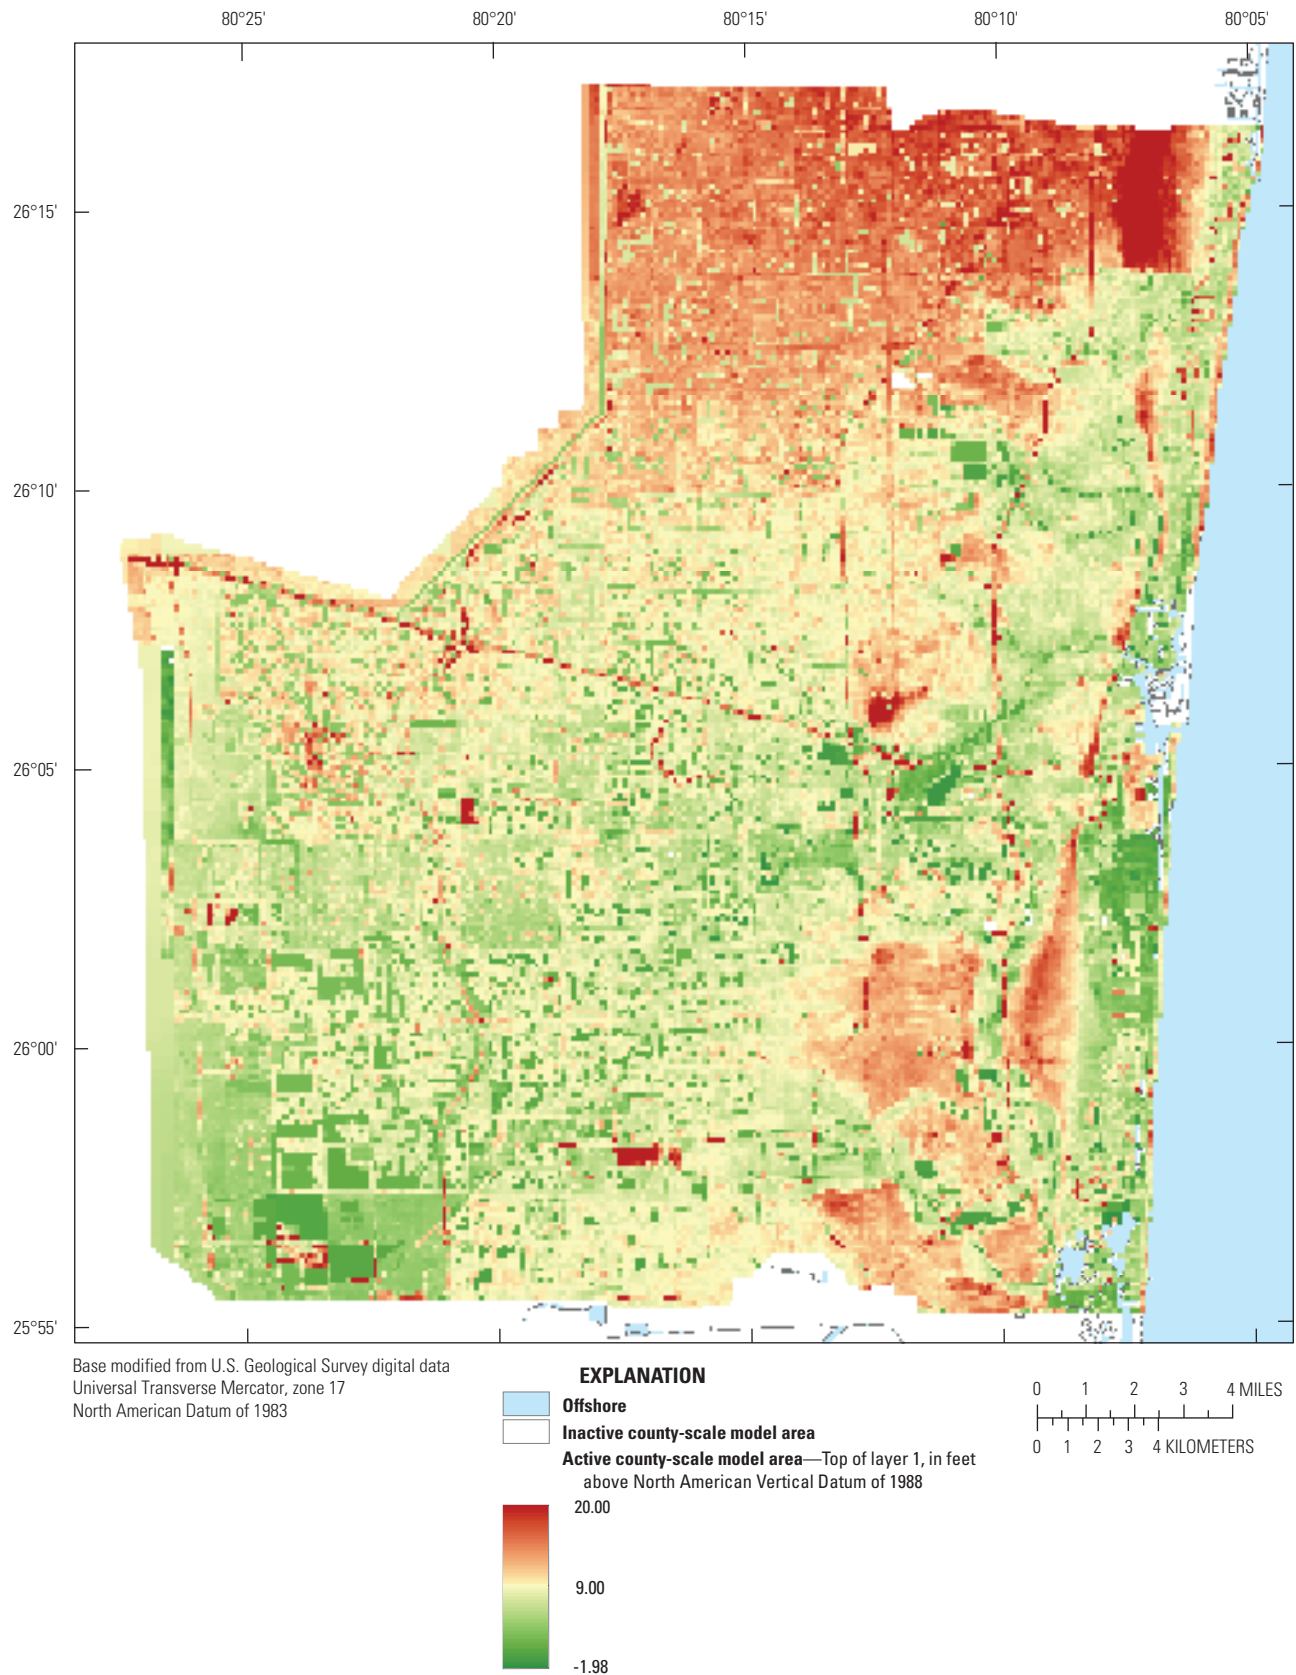 80°25'
80°20'
80°15'
80°10'
80°05'
26°15'
26°10'
26°05'
26°00'
25°55'
Base modified from U.S. Geological Survey digital data
Universal Transverse Mercator, zone 17
North American Datum of 1983
EXPLANATION
Offshore
Inactive county-scale model area
Active county-scale model area—Top of layer 1, in feet
above North American Vertical Datum of 1988
20.00
9.00
-1.98
0 1 2 3 4 MILES
0 1 2 3 4 KILOMETERS